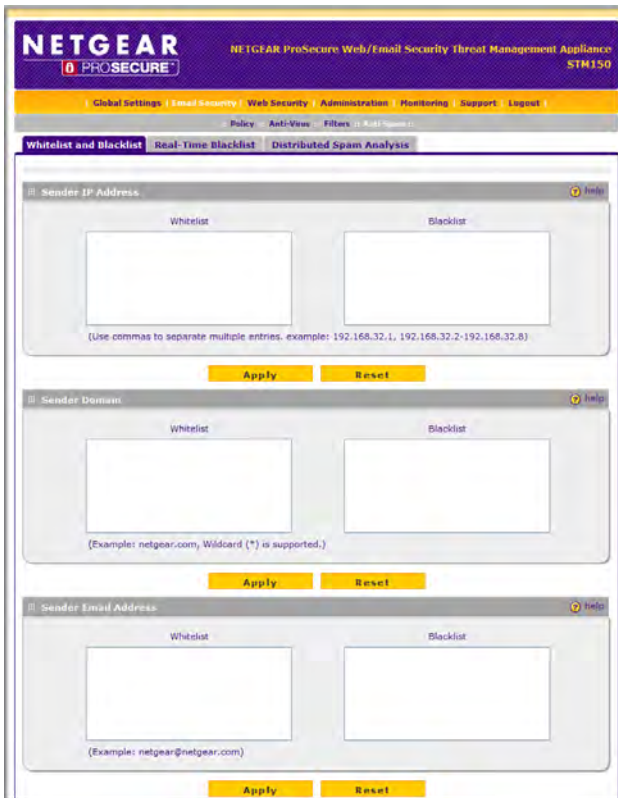 NETGEAR
PROSECURE
NETGEAR ProSecure Web/Email Security Threat Management Appliance
STM150
Global Settings | Email Security | Web Security | Administration | Monitoring | Support | Logout |
:: Policy :: Anti-Virus :: Filters :: Anti-Spam ::
Whitelist and Blacklist Real-Time Blacklist Distributed Spam Analysis
Sender IP Address help
Whitelist Blacklist
(Use commas to separate multiple entries. example: 192.168.32.1, 192.168.32.2-192.168.32.8)
Apply Reset
Sender Domain help
Whitelist Blacklist
(Example: netgear.com, Wildcard (*) is supported.)
Apply Reset
Sender Email Address help
Whitelist Blacklist
(Example: netgear@netgear.com)
Apply Reset